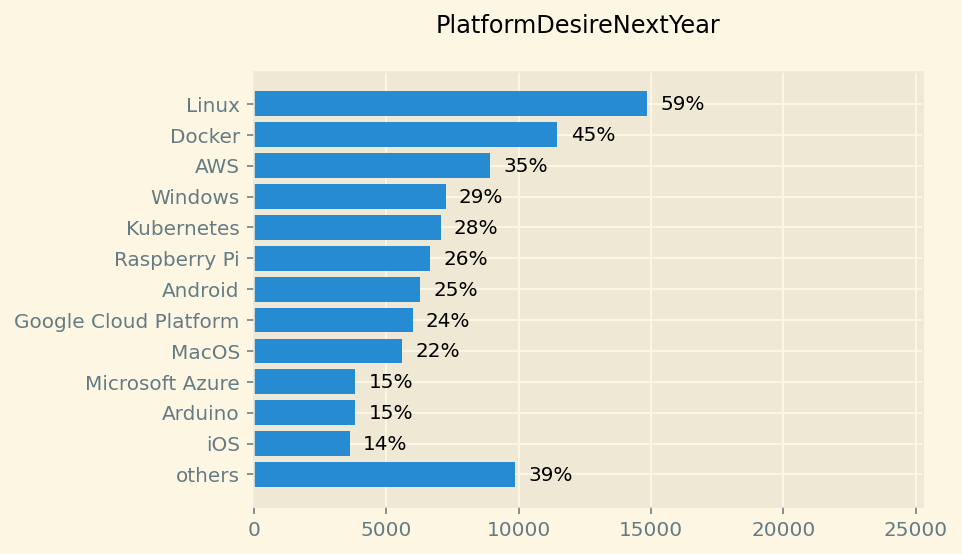 PlatformDesireNextYear
Linux 59%
Docker 45%
AWS 35%
Windows 29%
Kubernetes 28%
Raspberry Pi 26%
Android 25%
Google Cloud Platform 24%
MacOS 22%
Microsoft Azure 15%
Arduino 15%
iOS 14%
others 39%
0 5000 10000 15000 20000 25000